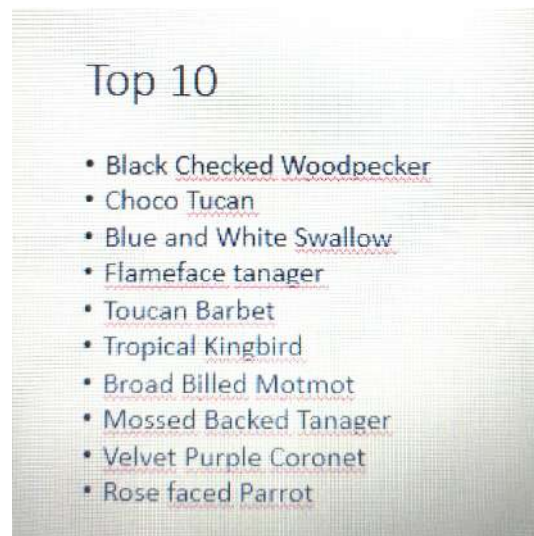 Top 10
• Black Checked Woodpecker
• Choco Tucan
• Blue and White Swallow
• Flameface tanager
• Toucan Barbet
• Tropical Kingbird
• Broad Billed Motmot
• Mossed Backed Tanager
• Velvet Purple Coronet
• Rose faced Parrot